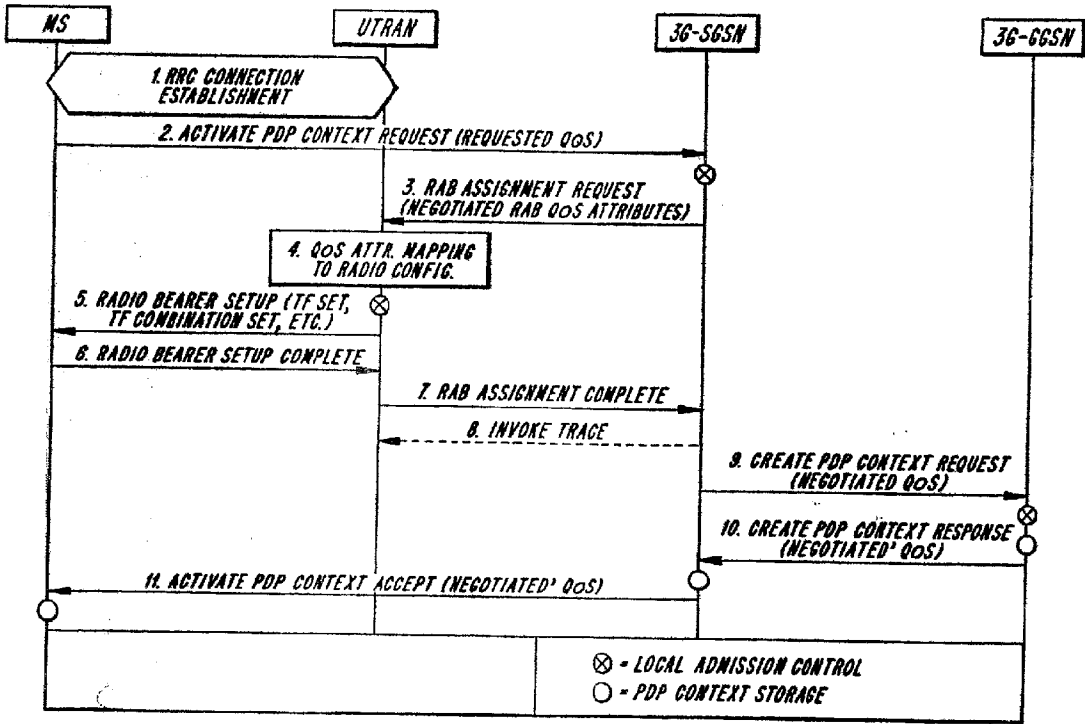 MS
UTRAN
3G-SGSN
3G-GGSN
1. RRC CONNECTION
ESTABLISHMENT
2. ACTIVATE PDP CONTEXT REQUEST (REQUESTED QOS)
3. RAB ASSIGNMENT REQUEST
(NEGOTIATED RAB QOS ATTRIBUTES)
4. QOS ATTR. MAPPING
TO RADIO CONFIG.
5. RADIO BEARER SETUP (TF SET,
TF COMBINATION SET, ETC.)
6. RADIO BEARER SETUP COMPLETE
7. RAB ASSIGNMENT COMPLETE
8. INVOKE TRACE
9. CREATE PDP CONTEXT REQUEST
(NEGOTIATED QOS)
10. CREATE PDP CONTEXT RESPONSE
(NEGOTIATED' QOS)
11. ACTIVATE PDP CONTEXT ACCEPT (NEGOTIATED' QOS)
⊗ = LOCAL ADMISSION CONTROL
○ = PDP CONTEXT STORAGE